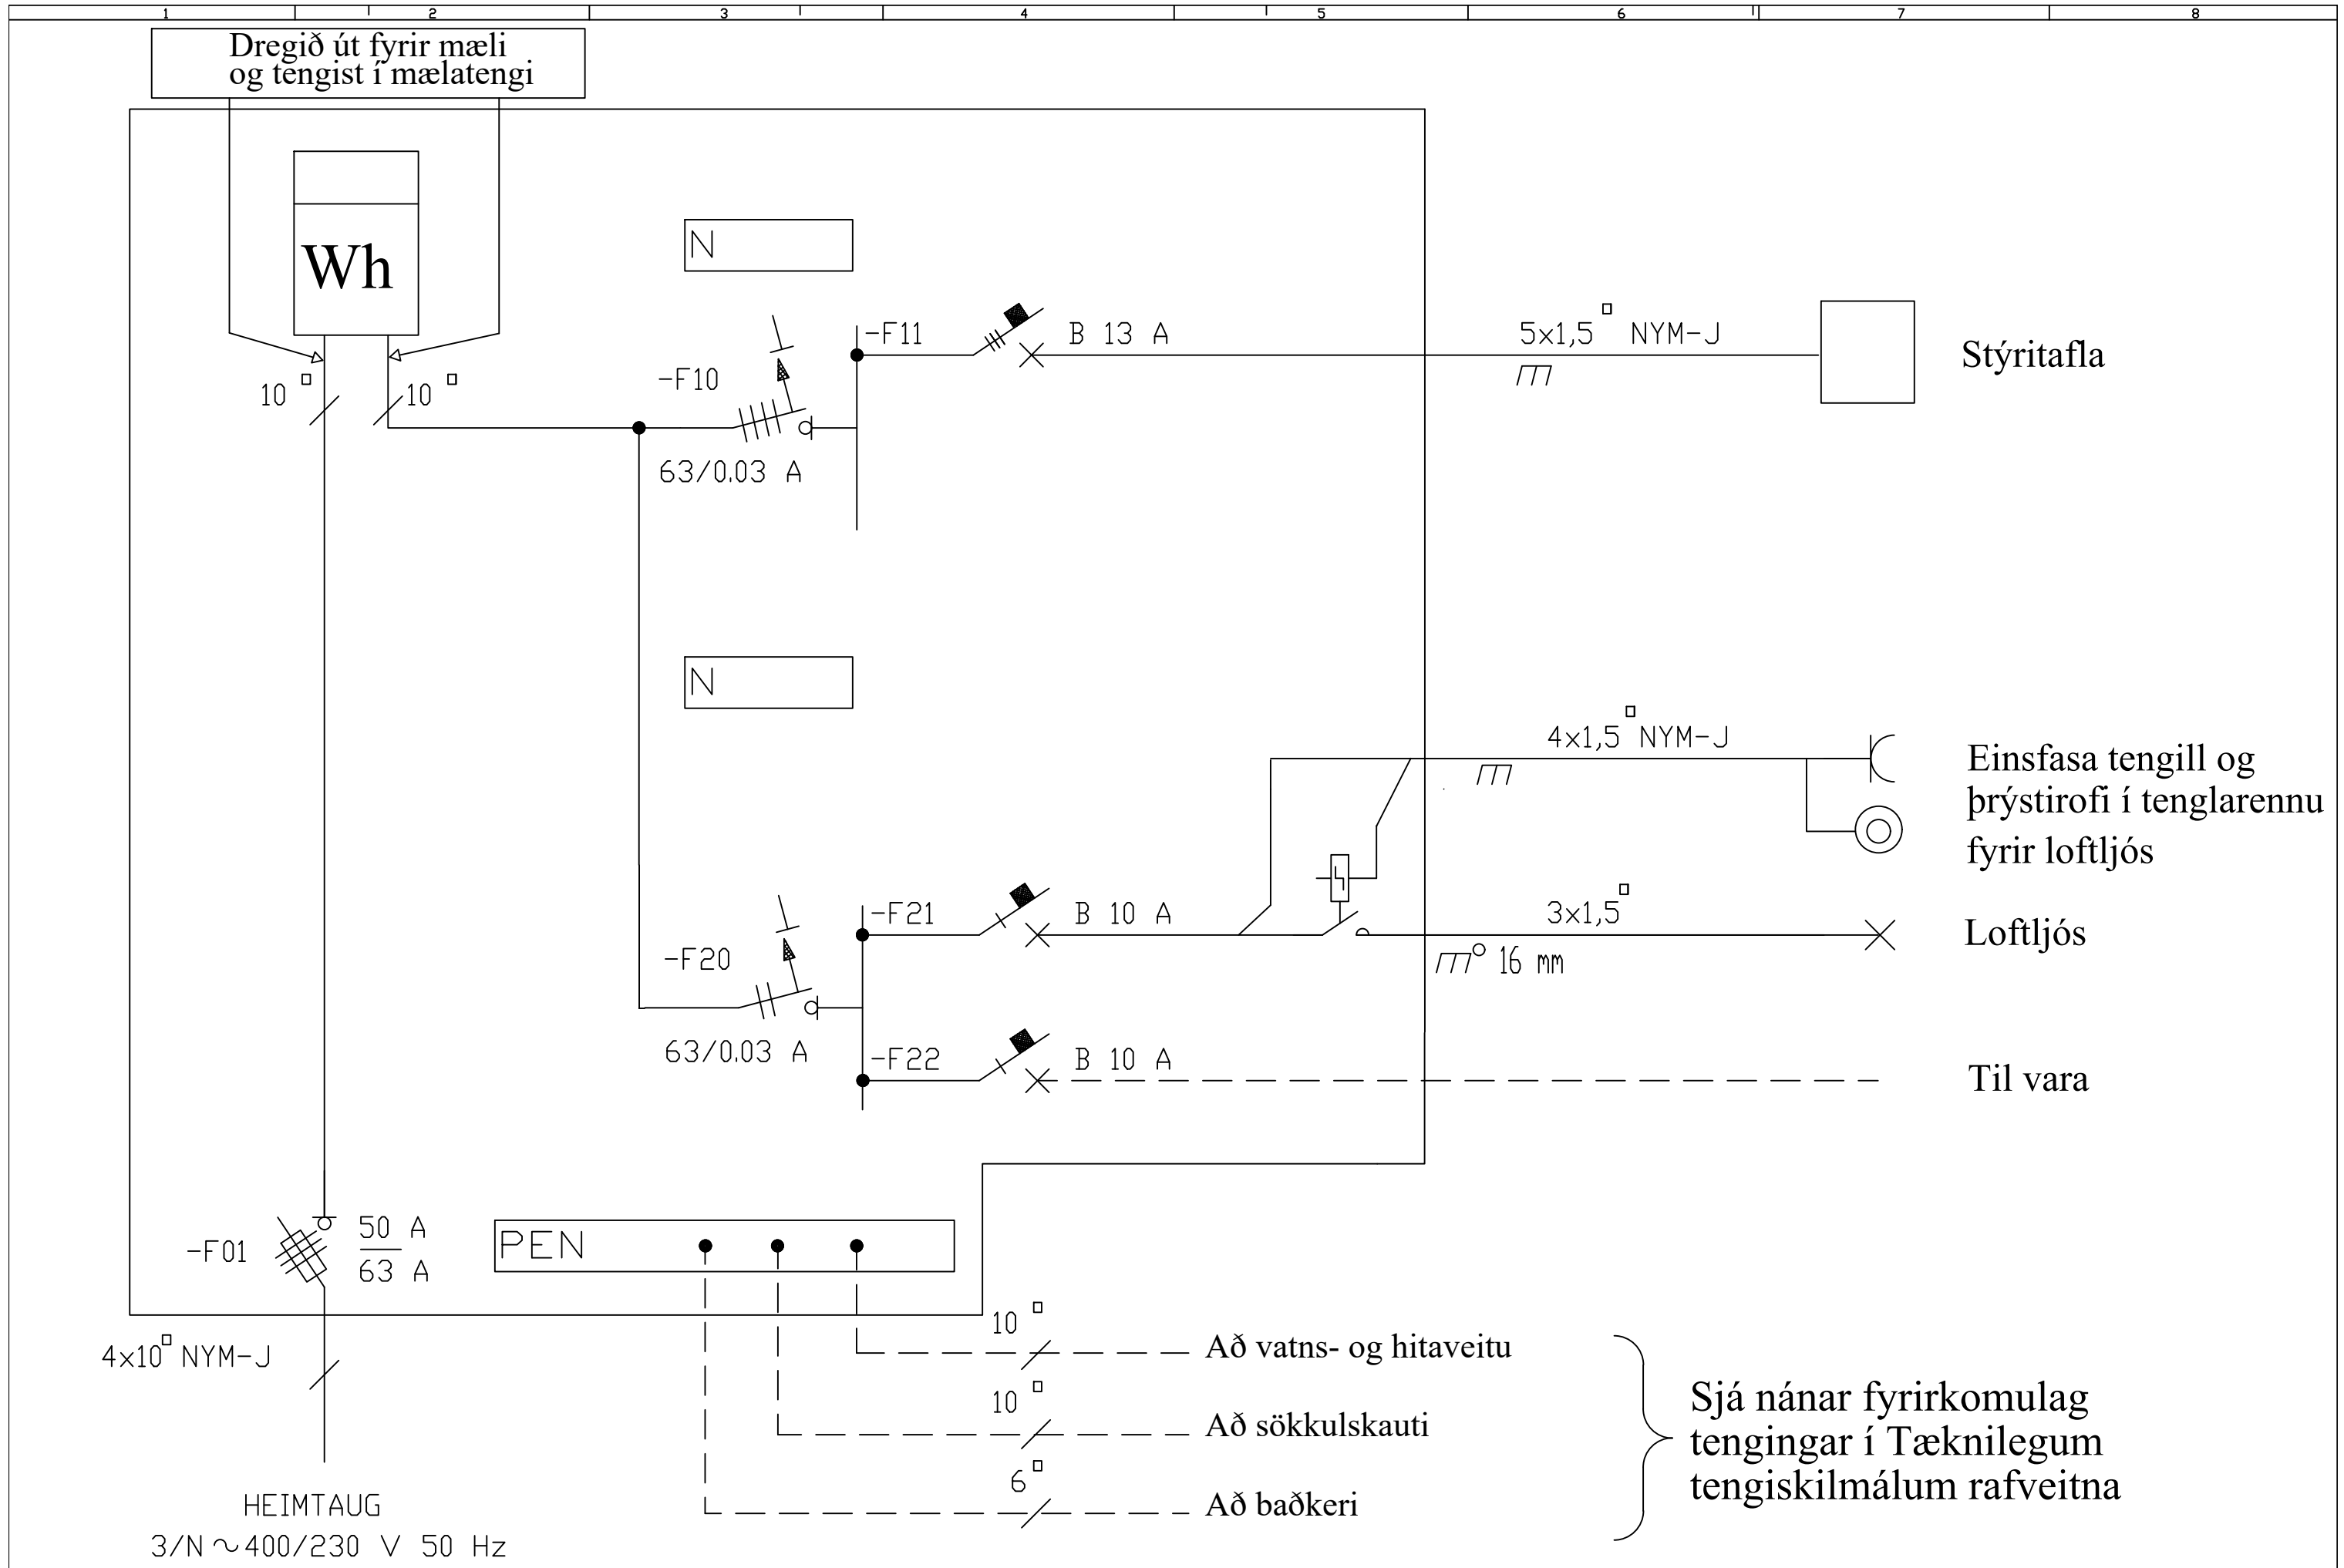 1 2 3 4 5 6 7 8
Dregið út fyrir mæli
og tengist í mælatengi
Wh
10 □
10 □
N
-F10
63/0.03 A
-F11
B 13 A
5x1,5 □ NYM-J
Stýritafla
N
4x1,5 □ NYM-J
Einsfasa tengill og
þrýstirofi í tenglarennu
fyrir loftljós
-F20
63/0.03 A
-F21
B 10 A
3x1,5 □
16 mm
Loftljós
-F22
B 10 A
Til vara
-F01
50 A
63 A
PEN
4x10 □ NYM-J
10 □
Að vatns- og hitaveitu
10 □
Að sökkulskauti
6 □
Að baðkeri
Sjá nánar fyrirkomulag
tengingar í Tæknilegum
tengiskilmálum rafveitna
HEIMTAUG
3/N ~ 400/230 V 50 Hz